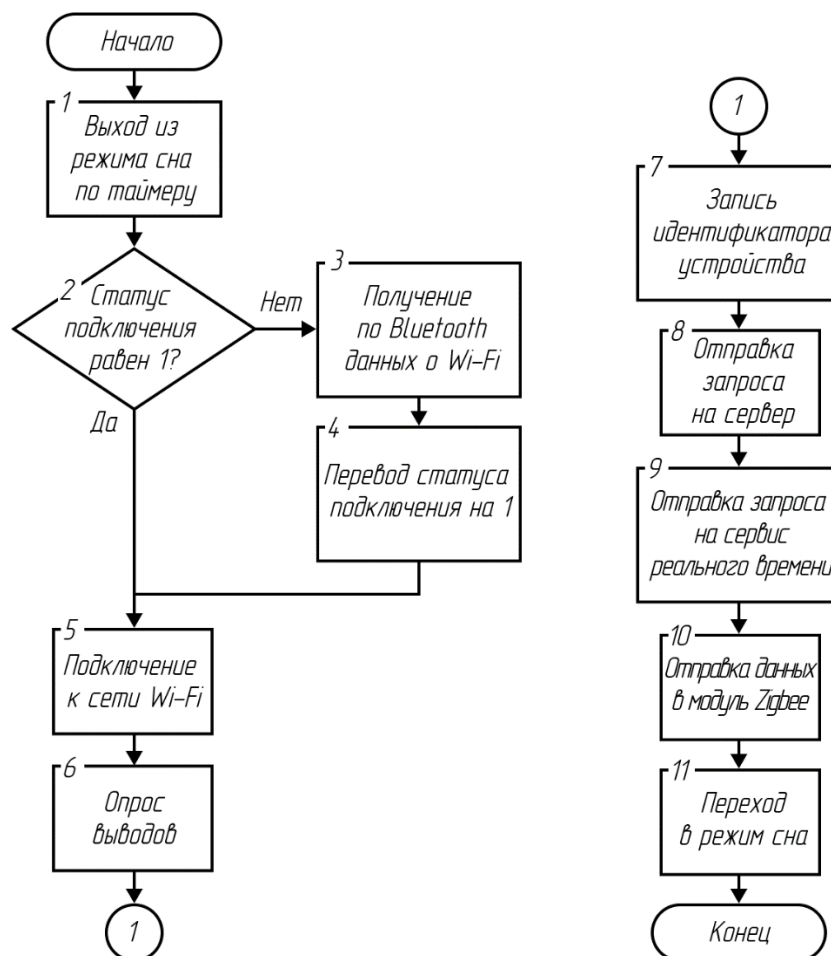 Начало
1
Выход из
режима сна
по таймеру
2
Статус
подключения
равен 1?
Нет
Да
3
Получение
по Bluetooth
данных о Wi-Fi
4
Перевод статуса
подключения на 1
5
Подключение
к сети Wi-Fi
6
Опрос
выводов
1
1
7
Запись
идентификатора
устройства
8
Отправка
запроса
на сервер
9
Отправка запроса
на сервис
реального времени
10
Отправка данных
в модуль Zigbee
11
Переход
в режим сна
Конец